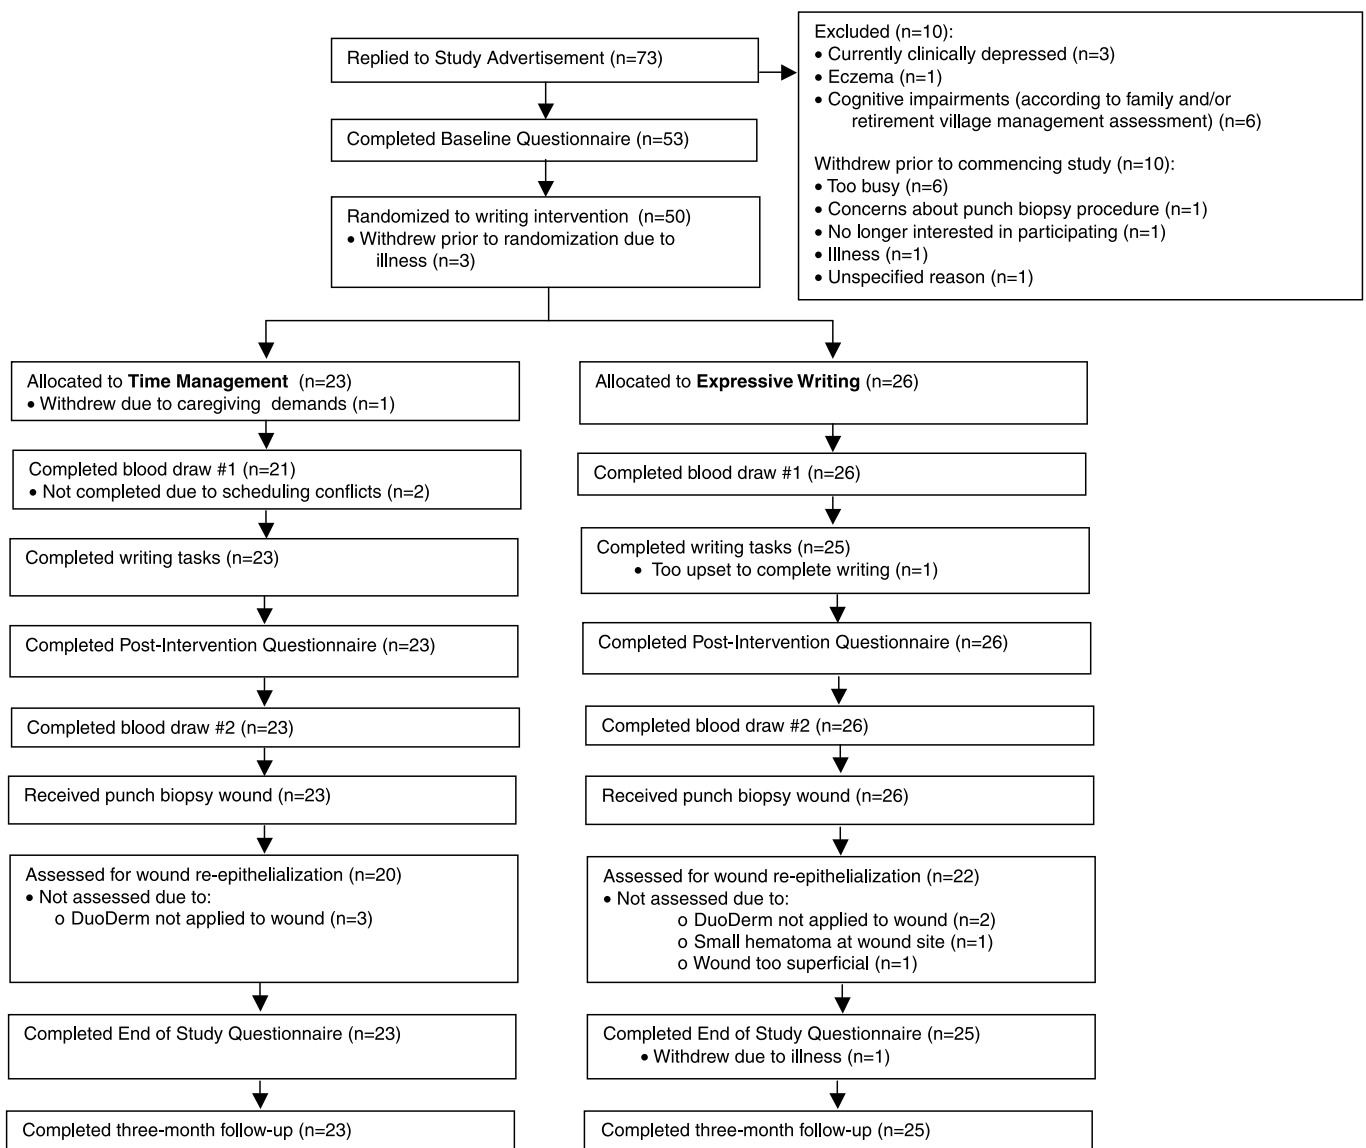 Replied to Study Advertisement (n=73)
Excluded (n=10):
• Currently clinically depressed (n=3)
• Eczema (n=1)
• Cognitive impairments (according to family and/or
retirement village management assessment) (n=6)
Withdrew prior to commencing study (n=10):
• Too busy (n=6)
• Concerns about punch biopsy procedure (n=1)
• No longer interested in participating (n=1)
• Illness (n=1)
• Unspecified reason (n=1)
Completed Baseline Questionnaire (n=53)
Randomized to writing intervention (n=50)
• Withdrew prior to randomization due to
illness (n=3)
Allocated to Time Management (n=23)
• Withdrew due to caregiving demands (n=1)
Completed blood draw #1 (n=21)
• Not completed due to scheduling conflicts (n=2)
Completed writing tasks (n=23)
Completed Post-Intervention Questionnaire (n=23)
Completed blood draw #2 (n=23)
Received punch biopsy wound (n=23)
Assessed for wound re-epithelialization (n=20)
• Not assessed due to:
o DuoDerm not applied to wound (n=3)
Completed End of Study Questionnaire (n=23)
Completed three-month follow-up (n=23)
Allocated to Expressive Writing (n=26)
Completed blood draw #1 (n=26)
Completed writing tasks (n=25)
• Too upset to complete writing (n=1)
Completed Post-Intervention Questionnaire (n=26)
Completed blood draw #2 (n=26)
Received punch biopsy wound (n=26)
Assessed for wound re-epithelialization (n=22)
• Not assessed due to:
o DuoDerm not applied to wound (n=2)
o Small hematoma at wound site (n=1)
o Wound too superficial (n=1)
Completed End of Study Questionnaire (n=25)
• Withdrew due to illness (n=1)
Completed three-month follow-up (n=25)